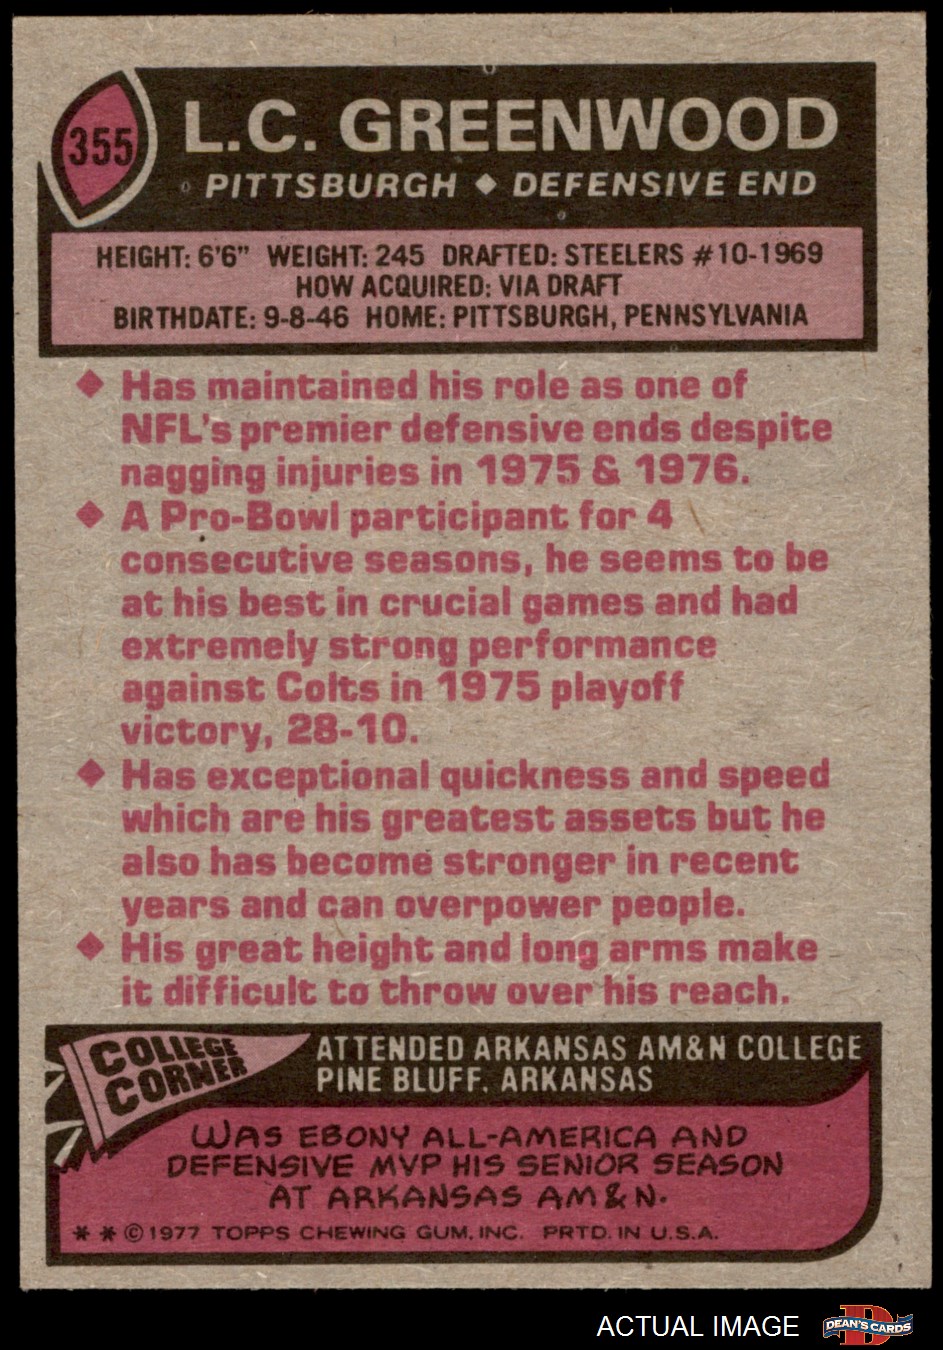 355
L.C. GREENWOOD
PITTSBURGH ◆ DEFENSIVE END
HEIGHT: 6'6" WEIGHT: 245 DRAFTED: STEELERS #10-1969
HOW ACQUIRED: VIA DRAFT
BIRTHDATE: 9-8-46 HOME: PITTSBURGH, PENNSYLVANIA
◆ Has maintained his role as one of
NFL's premier defensive ends despite
nagging injuries in 1975 & 1976.
◆ A Pro-Bowl participant for 4
consecutive seasons, he seems to be
at his best in crucial games and had
extremely strong performance
against Colts in 1975 playoff
victory, 28-10.
◆ Has exceptional quickness and speed
which are his greatest assets but he
also has become stronger in recent
years and can overpower people.
◆ His great height and long arms make
it difficult to throw over his reach.
COLLEGE
CORNER
ATTENDED ARKANSAS AM&N COLLEGE
PINE BLUFF, ARKANSAS
WAS EBONY ALL-AMERICA AND
DEFENSIVE MVP HIS SENIOR SEASON
AT ARKANSAS AM&N.
* * © 1977 TOPPS CHEWING GUM, INC. PRTD. IN U.S.A.
ACTUAL IMAGE
D
DEAN'S CARDS